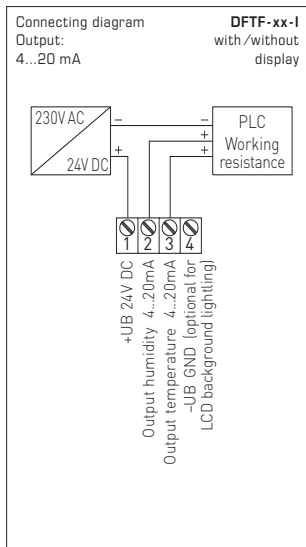 Connecting diagram
Output:
4...20 mA
DFTF-xx-I
with/without
display
230V AC
24V DC
–
+
–
+
+
PLC
Working
resistance
1
2
3
4
+UB 24V DC
Output humidity 4...20mA
Output temperature 4...20mA
–UB GND (optional for
LCD background lightling)